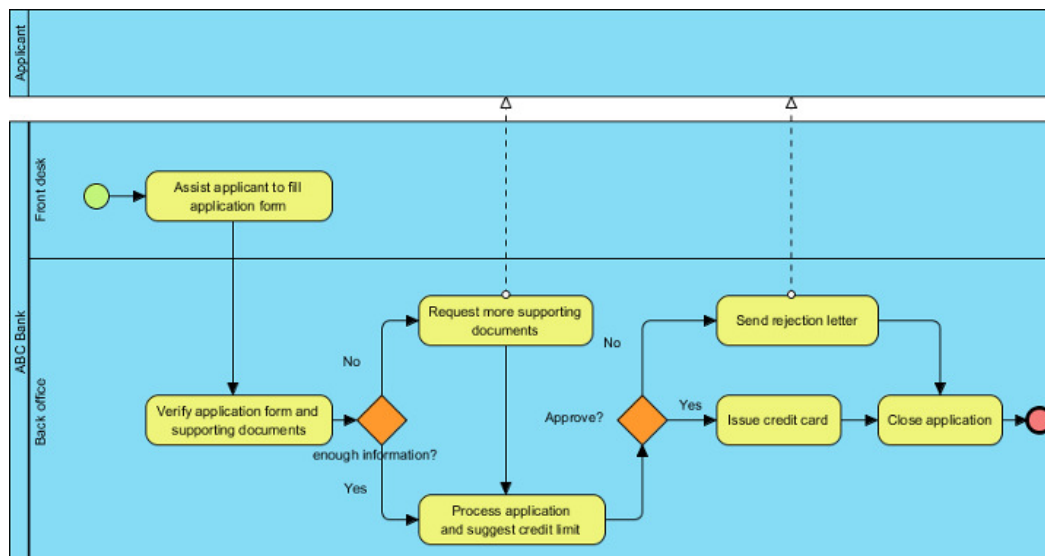 Applicant
ABC Bank
Front desk
Assist applicant to fill
application form
Back office
Request more supporting
documents
Send rejection letter
No
No
Verify application form and
supporting documents
enough information?
Approve?
Yes
Issue credit card
Close application
Yes
Process application
and suggest credit limit